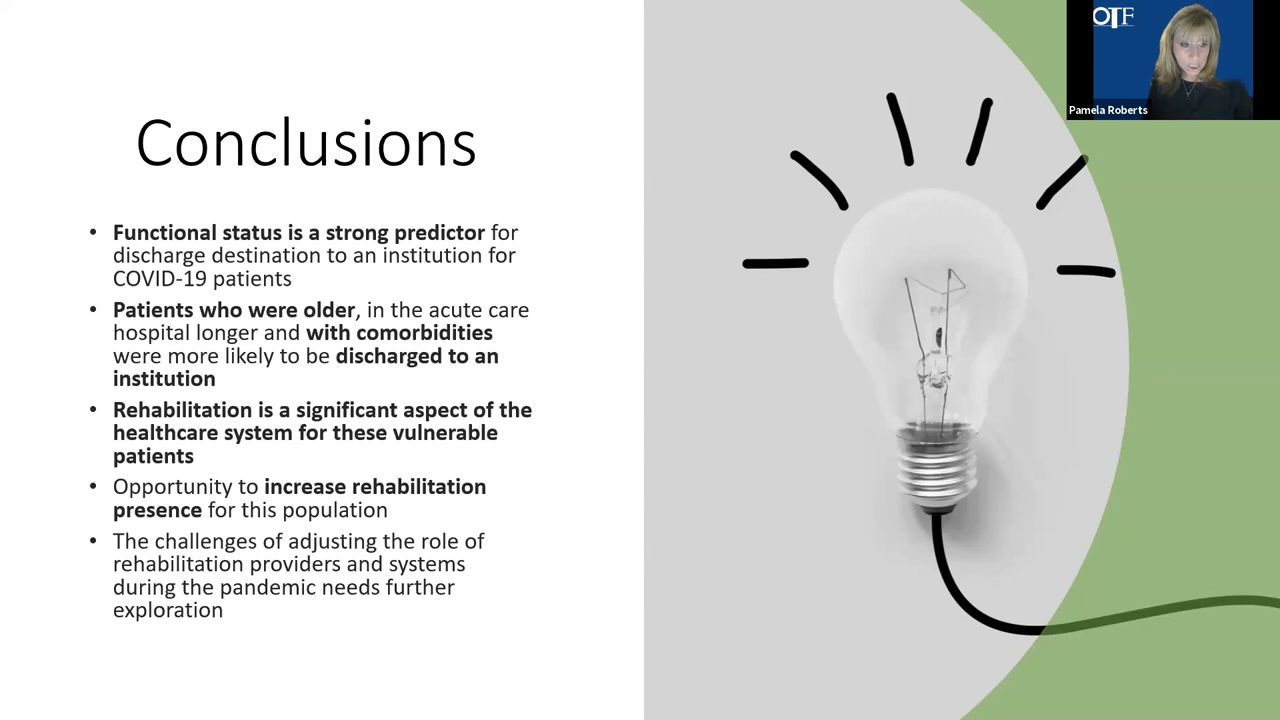 OTF
Pamela Roberts
Conclusions
• Functional status is a strong predictor for
discharge destination to an institution for
COVID-19 patients
• Patients who were older, in the acute care
hospital longer and with comorbidities
were more likely to be discharged to an
institution
• Rehabilitation is a significant aspect of the
healthcare system for these vulnerable
patients
• Opportunity to increase rehabilitation
presence for this population
• The challenges of adjusting the role of
rehabilitation providers and systems
during the pandemic needs further
exploration